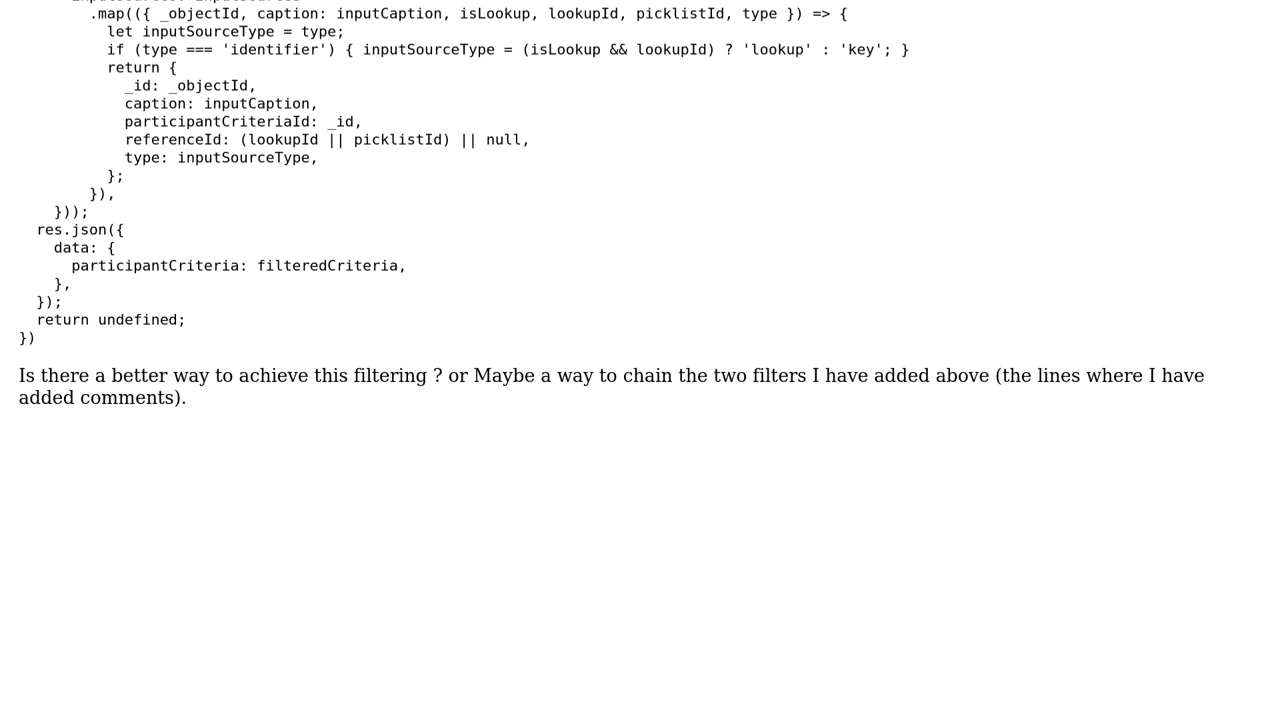 .map(({ _objectId, caption: inputCaption, isLookup, lookupId, picklistId, type }) => {
let inputSourceType = type;
if (type === 'identifier') { inputSourceType = (isLookup && lookupId) ? 'lookup' : 'key'; }
return {
_id: _objectId,
caption: inputCaption,
participantCriteriaId: _id,
referenceId: (lookupId || picklistId) || null,
type: inputSourceType,
};
}),
}));
res.json({
data: {
participantCriteria: filteredCriteria,
},
});
return undefined;
})
Is there a better way to achieve this filtering ? or Maybe a way to chain the two filters I have added above (the lines where I have
added comments).